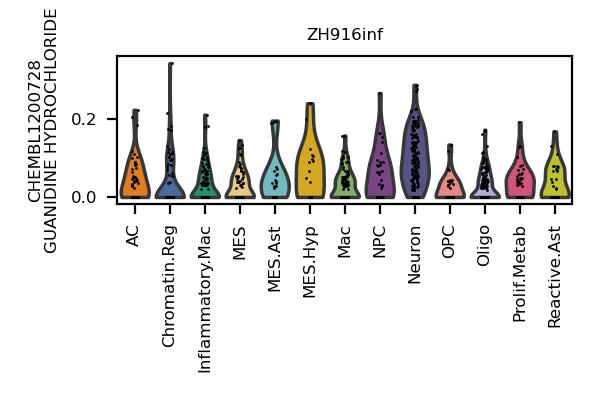 ZH916inf
CHEMBL1200728
GUANIDINE HYDROCHLORIDE
0.2
0.0
AC
Chromatin.Reg
Inflammatory.Mac
MES
MES.Ast
MES.Hyp
Mac
NPC
Neuron
OPC
Oligo
Prolif.Metab
Reactive.Ast